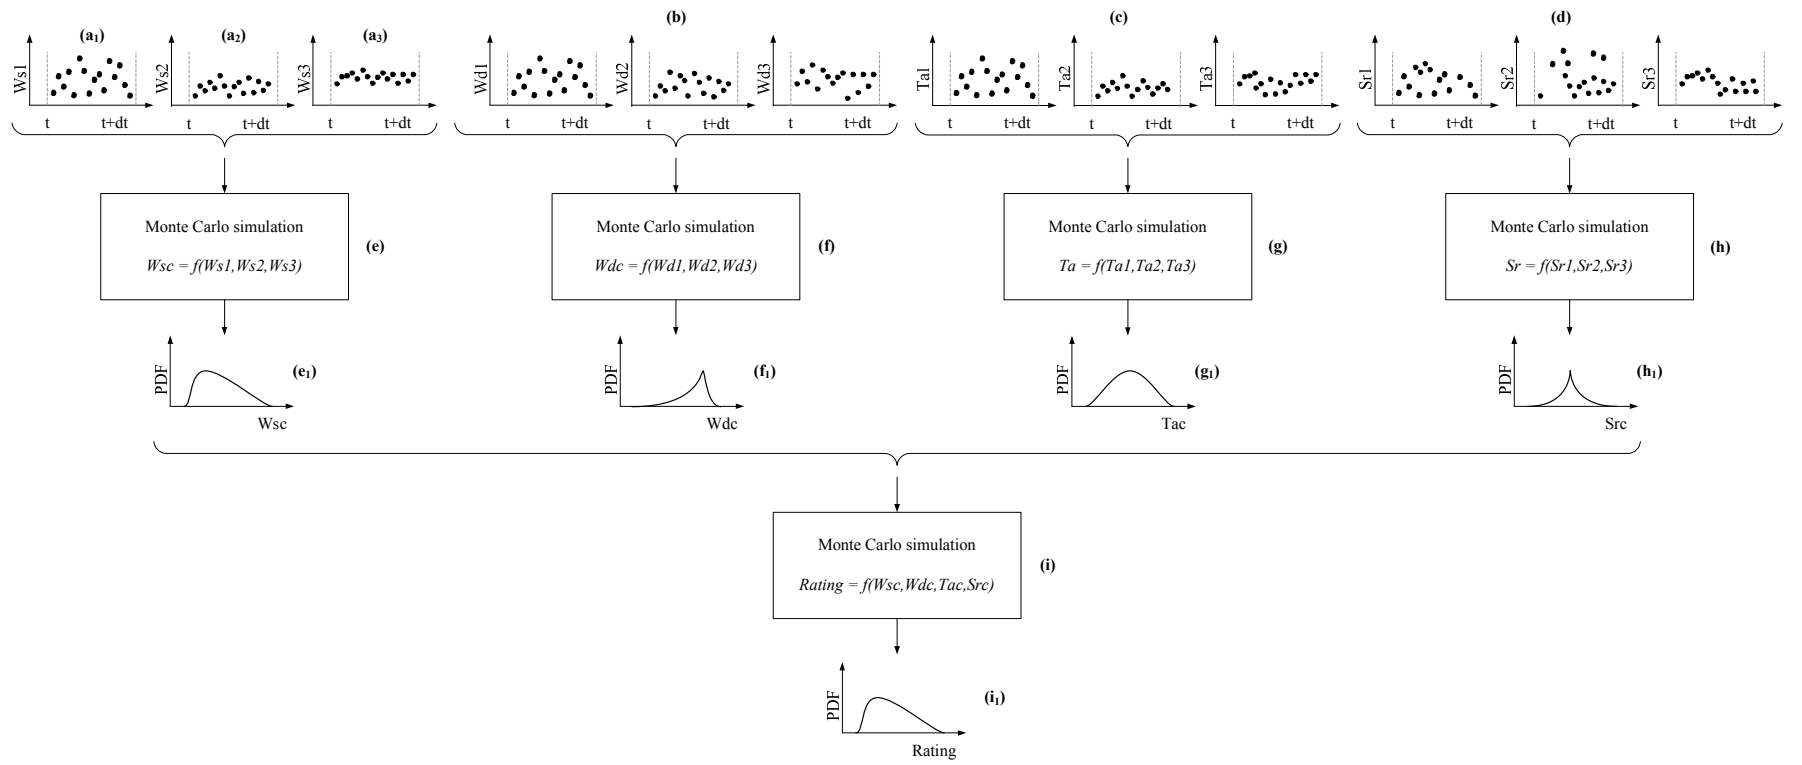 (a₁)
(a₂)
(a₃)
(b)
(c)
(d)
Ws1
Ws2
Ws3
Wd1
Wd2
Wd3
Ta1
Ta2
Ta3
Sr1
Sr2
Sr3
t t+dt
t t+dt
t t+dt
t t+dt
t t+dt
t t+dt
t t+dt
t t+dt
t t+dt
t t+dt
t t+dt
t t+dt
Monte Carlo simulation
Wsc = f(Ws1,Ws2,Ws3)
(e)
Monte Carlo simulation
Wdc = f(Wd1,Wd2,Wd3)
(f)
Monte Carlo simulation
Ta = f(Ta1,Ta2,Ta3)
(g)
Monte Carlo simulation
Sr = f(Sr1,Sr2,Sr3)
(h)
PDF
(e₁)
Wsc
PDF
(f₁)
Wdc
PDF
(g₁)
Tac
PDF
(h₁)
Src
Monte Carlo simulation
Rating = f(Wsc,Wdc,Tac,Src)
(i)
PDF
(i₁)
Rating